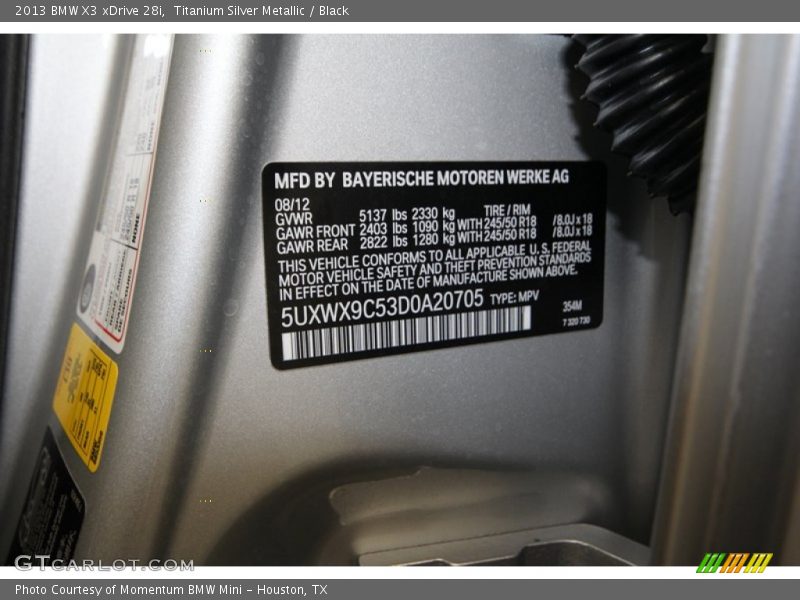 2013 BMW X3 xDrive 28i, Titanium Silver Metallic / Black
MFD BY BAYERISCHE MOTOREN WERKE AG
08/12 TIRE / RIM
GVWR 5137 lbs 2330 kg
GAWR FRONT 2403 lbs 1090 kg WITH 245/50 R18 /8.0J x 18
GAWR REAR 2822 lbs 1280 kg WITH 245/50 R18 /8.0J x 18
THIS VEHICLE CONFORMS TO ALL APPLICABLE U.S. FEDERAL
MOTOR VEHICLE SAFETY AND THEFT PREVENTION STANDARDS
IN EFFECT ON THE DATE OF MANUFACTURE SHOWN ABOVE.
5UXWX9C53D0A20705 TYPE: MPV
354M
7 320 730
GTCARLOT.COM
Photo Courtesy of Momentum BMW Mini - Houston, TX